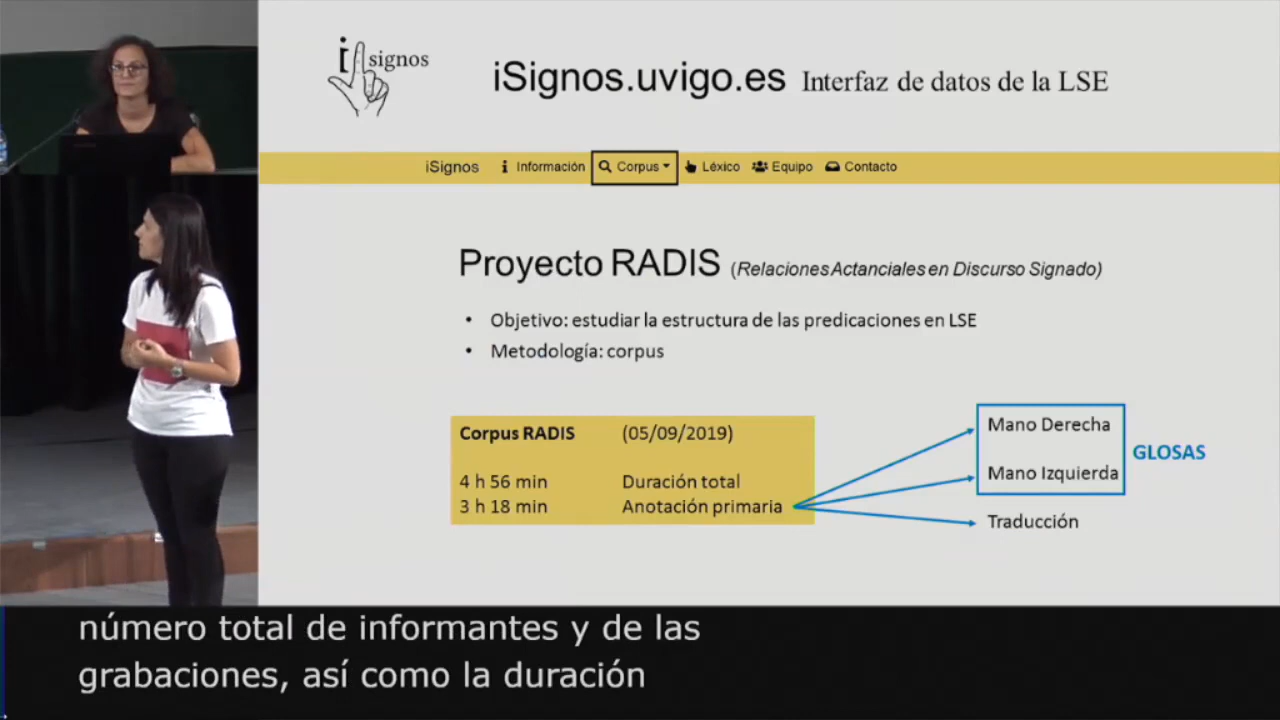 i signos
iSignos.uvigo.es Interfaz de datos de la LSE
iSignos Información Corpus Léxico Equipo Contacto
Proyecto RADIS (Relaciones Actanciales en Discurso Signado)
• Objetivo: estudiar la estructura de las predicaciones en LSE
• Metodología: corpus
Corpus RADIS (05/09/2019)
4 h 56 min Duración total
3 h 18 min Anotación primaria
Mano Derecha
Mano Izquierda
GLOSAS
Traducción
número total de informantes y de las
grabaciones, así como la duración